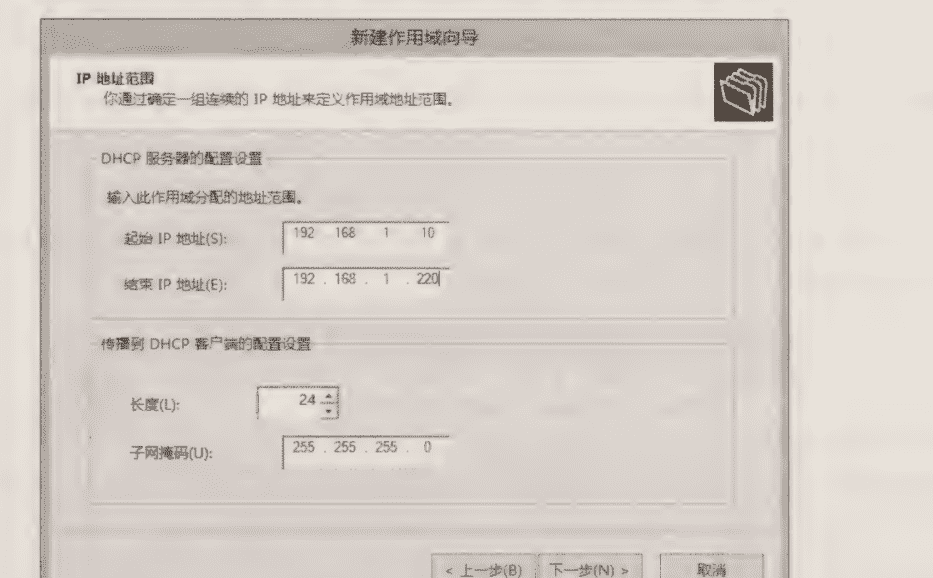 新建作用域向导
IP 地址范围
你通过确定一组连续的 IP 地址来定义作用域地址范围。
DHCP 服务器的配置设置
输入此作用域分配的地址范围。
起始 IP 地址(S): 192 168 1 10
结束 IP 地址(E): 192 . 168 . 1 . 220
传播到 DHCP 客户端的配置设置
长度(L): 24
子网掩码(U): 255 . 255 . 255 . 0
< 上一步(B) 下一步(N) > 取消